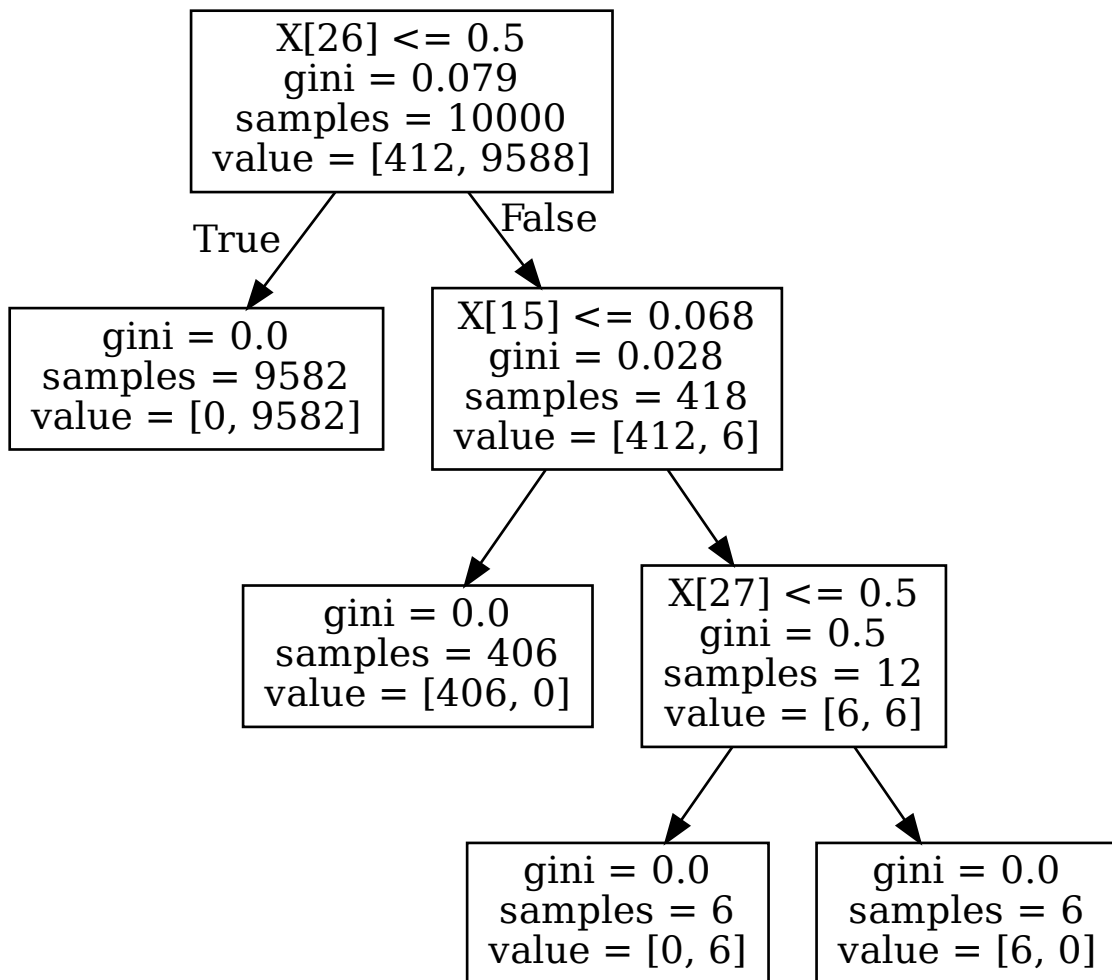 X[26] <= 0.5
gini = 0.079
samples = 10000
value = [412, 9588]
True
False
gini = 0.0
samples = 9582
value = [0, 9582]
X[15] <= 0.068
gini = 0.028
samples = 418
value = [412, 6]
gini = 0.0
samples = 406
value = [406, 0]
X[27] <= 0.5
gini = 0.5
samples = 12
value = [6, 6]
gini = 0.0
samples = 6
value = [0, 6]
gini = 0.0
samples = 6
value = [6, 0]